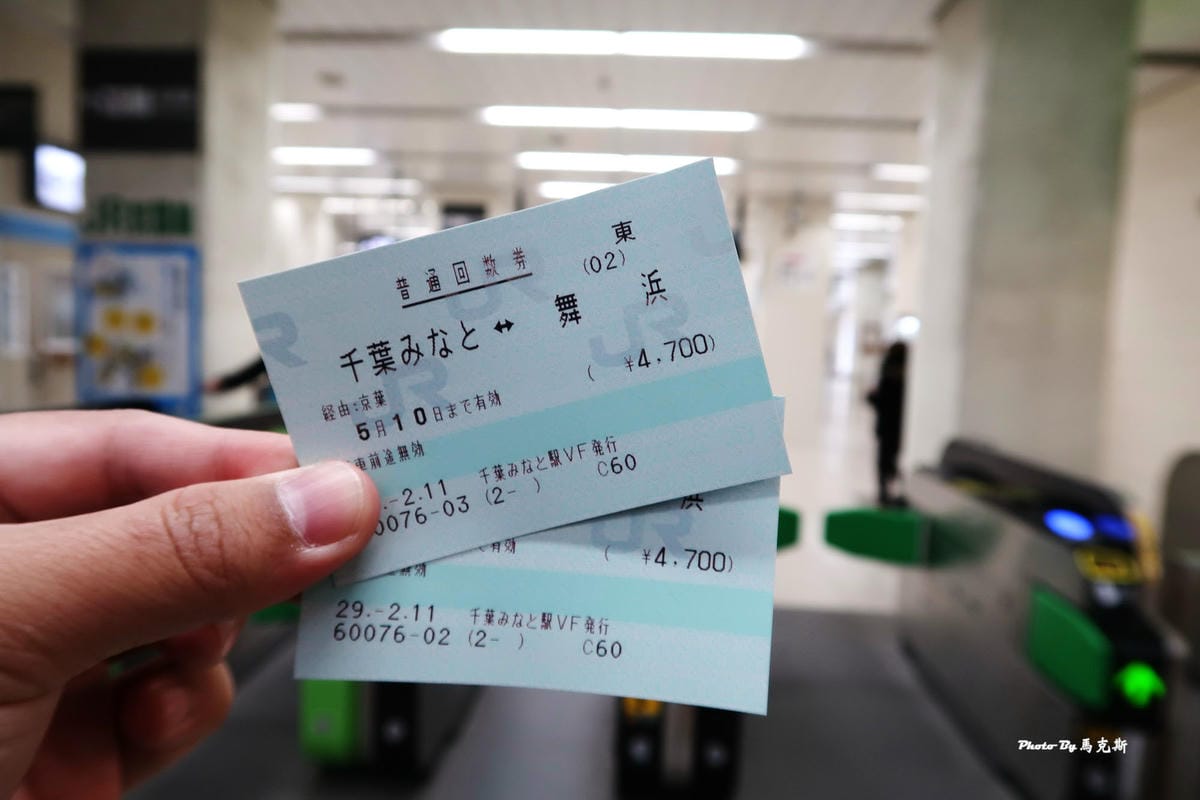 普通回数券
東
(02)
千葉みなと↔舞 浜
( ¥4,700)
経由:京葉
5月10日まで有効
車前途無効
.-2.11 千葉みなと駅VF発行
0076-03 (2- ) C60
浜
有効 ( ¥4,700)
無効
29.-2.11 千葉みなと駅VF発行
60076-02 (2- ) C60
Photo By 馬克斯